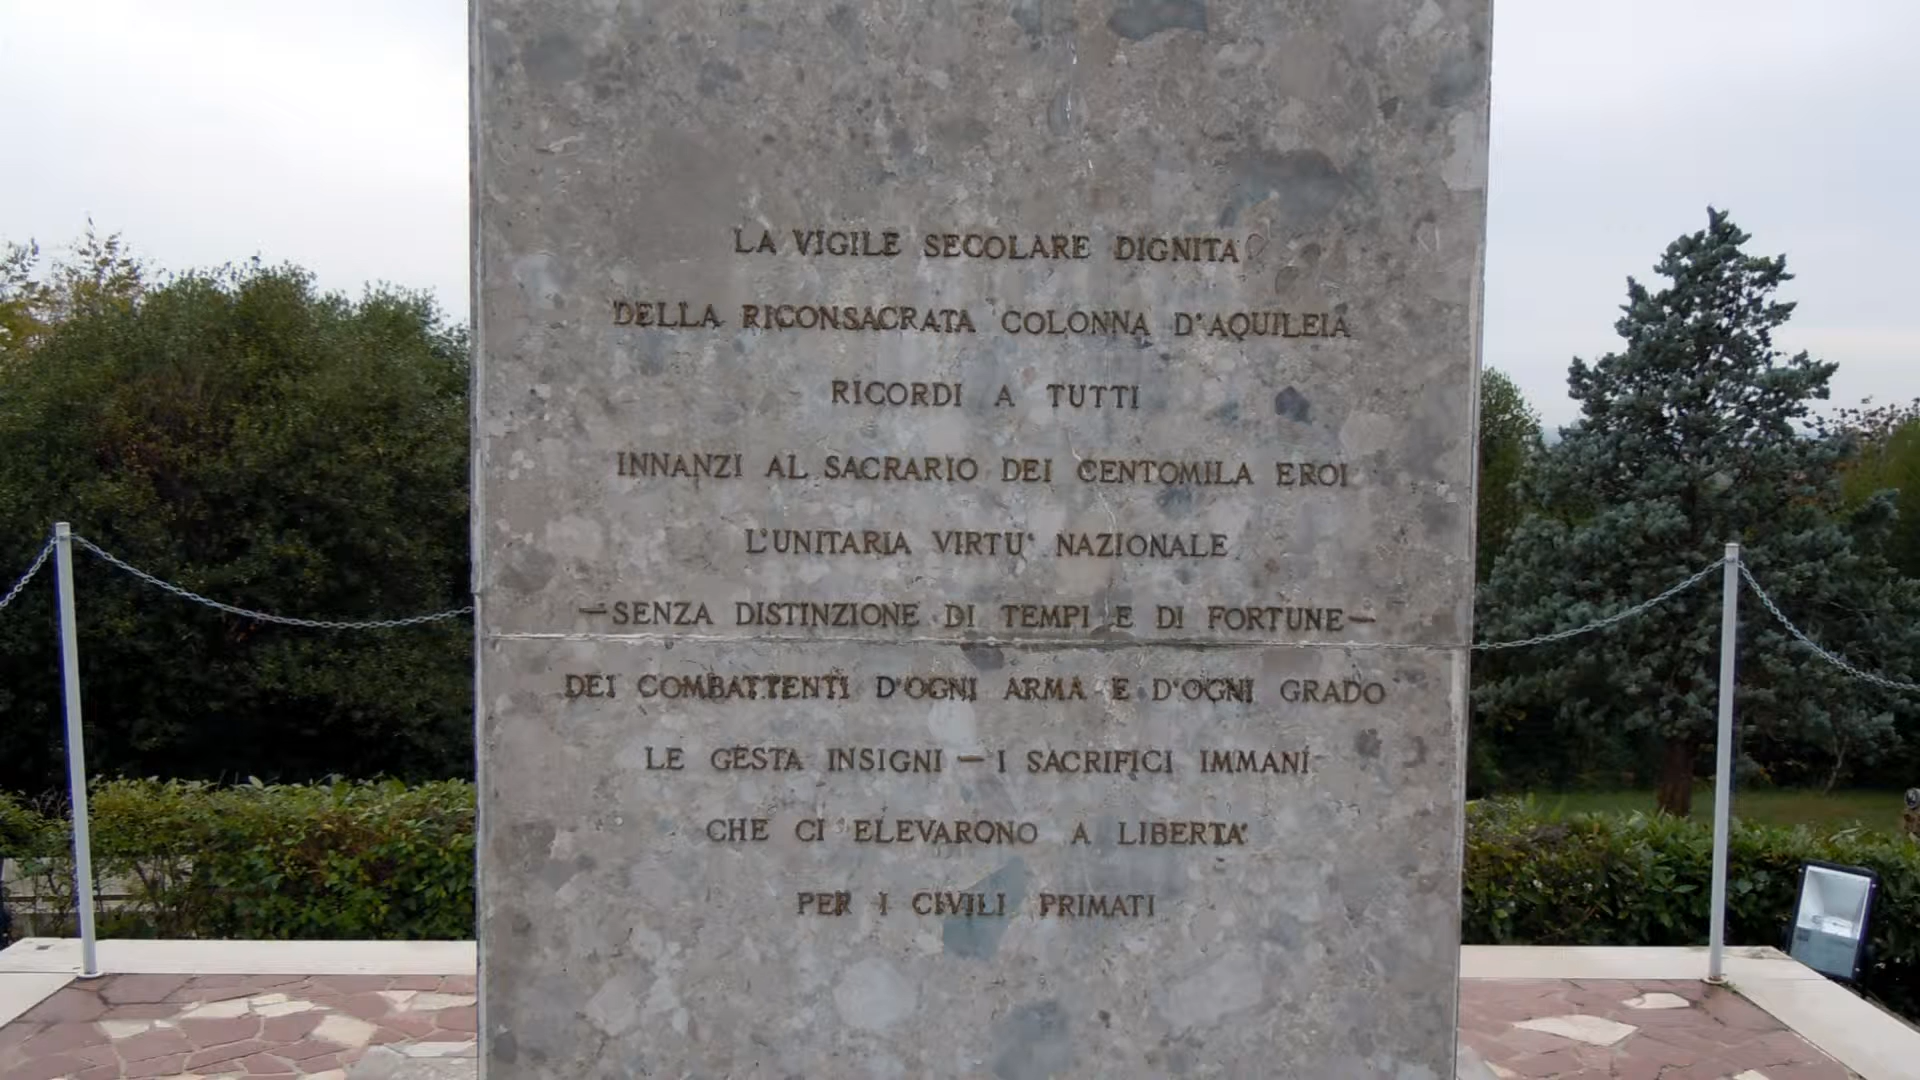 LA VIGILE SECOLARE DIGNITA'
DELLA RICONSACRATA COLONNA D'AQUILEIA
RICORDI A TUTTI
INNANZI AL SACRARIO DEI CENTOMILA EROI
L'UNITARIA VIRTU' NAZIONALE
—SENZA DISTINZIONE DI TEMPI E DI FORTUNE—
DEI COMBATTENTI D'OGNI ARMA E D'OGNI GRADO
LE GESTA INSIGNI — I SACRIFICI IMMANI
CHE CI ELEVARONO A LIBERTA'
PER I CIVILI PRIMATI